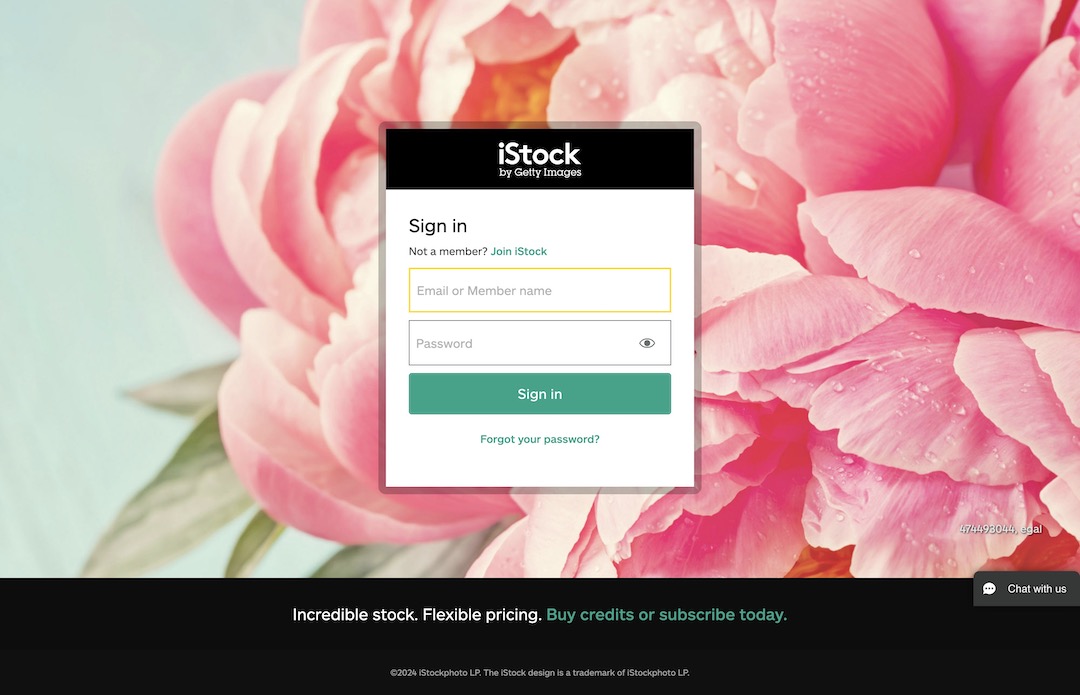 iStock
by Getty Images
Sign in
Not a member? Join iStock
Email or Member name
Password
Sign in
Forgot your password?
474493044, egal
Chat with us
Incredible stock. Flexible pricing. Buy credits or subscribe today.
©2024 iStockphoto LP. The iStock design is a trademark of iStockphoto LP.